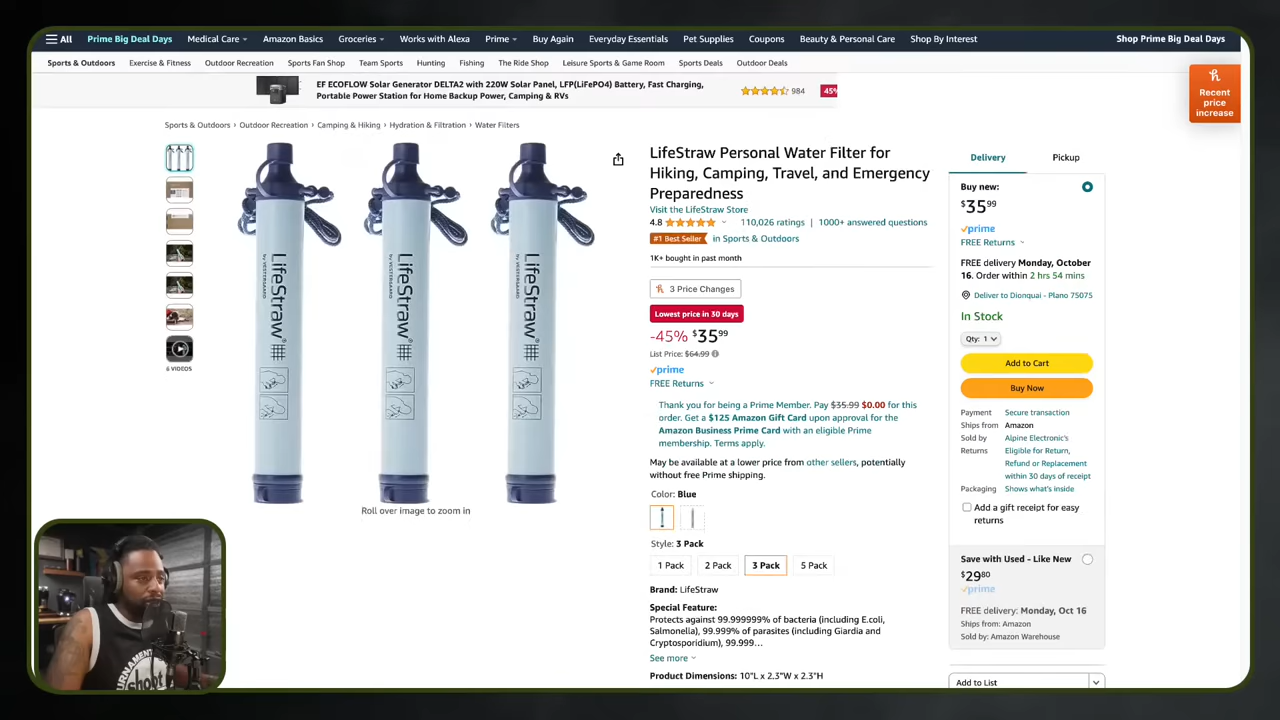 All
Prime Big Deal Days
Medical Care
Amazon Basics
Groceries
Works with Alexa
Prime
Buy Again
Everyday Essentials
Pet Supplies
Coupons
Beauty & Personal Care
Shop By Interest
Shop Prime Big Deal Days
Sports & Outdoors
Exercise & Fitness
Outdoor Recreation
Sports Fan Shop
Team Sports
Hunting
Fishing
The Ride Shop
Leisure Sports & Game Room
Sports Deals
Outdoor Deals
EF ECOFLOW Solar Generator DELTA2 with 220W Solar Panel, LFP(LiFePO4) Battery, Fast Charging,
Portable Power Station for Home Backup Power, Camping & RVs
984
45%
Recent
price
increase
Sports & Outdoors › Outdoor Recreation › Camping & Hiking › Hydration & Filtration › Water Filters
6 VIDEOS
LifeStraw
by VESTERGAARD
LifeStraw
by VESTERGAARD
LifeStraw
by VESTERGAARD
Roll over image to zoom in
LifeStraw Personal Water Filter for
Hiking, Camping, Travel, and Emergency
Preparedness
Visit the LifeStraw Store
4.8
110,026 ratings | 1000+ answered questions
#1 Best Seller in Sports & Outdoors
1K+ bought in past month
3 Price Changes
Lowest price in 30 days
-45% $35 99
List Price: $64.99
prime
FREE Returns
Thank you for being a Prime Member. Pay $35.99 $0.00 for this
order. Get a $125 Amazon Gift Card upon approval for the
Amazon Business Prime Card with an eligible Prime
membership. Terms apply.
May be available at a lower price from other sellers, potentially
without free Prime shipping.
Color: Blue
Style: 3 Pack
1 Pack
2 Pack
3 Pack
5 Pack
Brand: LifeStraw
Special Feature:
Protects against 99.999999% of bacteria (including E.coli,
Salmonella), 99.999% of parasites (including Giardia and
Cryptosporidium), 99.999…
See more
Product Dimensions: 10"L x 2.3"W x 2.3"H
Delivery
Pickup
Buy new:
$35 99
prime
FREE Returns
FREE delivery Monday, October
16. Order within 2 hrs 54 mins
Deliver to Dionquai - Plano 75075
In Stock
Qty: 1
Add to Cart
Buy Now
Payment Secure transaction
Ships from Amazon
Sold by Alpine Electronic's
Returns Eligible for Return,
Refund or Replacement
within 30 days of receipt
Packaging Shows what's inside
Add a gift receipt for easy
returns
Save with Used - Like New
$29 80
prime
FREE delivery: Monday, Oct 16
Ships from: Amazon
Sold by: Amazon Warehouse
Add to List
shoot